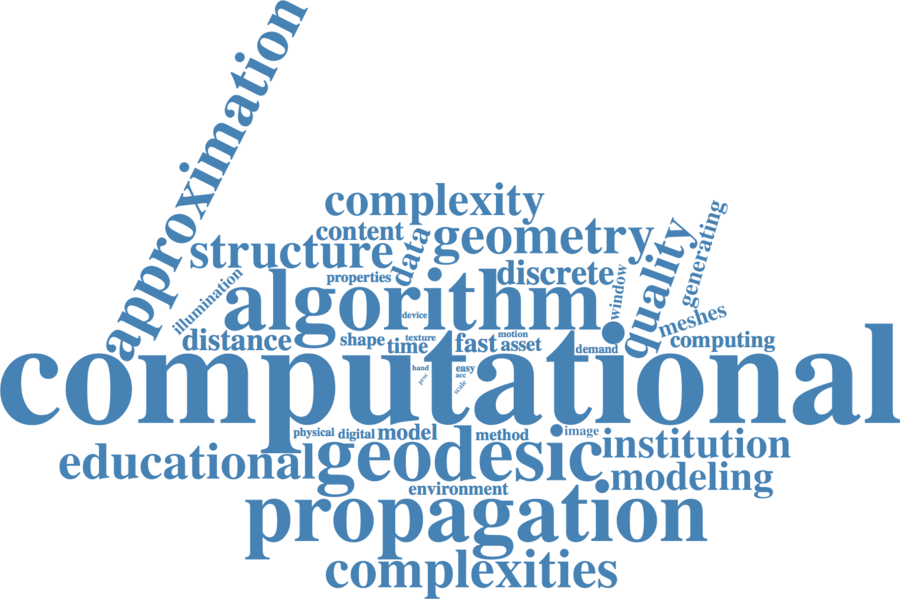 approximation
complexity
content
data
geometry
structure
generating
quality
illumination
properties
discrete
window
algorithm
device
meshes
distance
shape
texture
time
motion
fast
asset
demand
computing
computational
hand
easy
prov
acc
scale
physical
digital
model
method
image
institution
educational
geodesic
modeling
environment
propagation
complexities